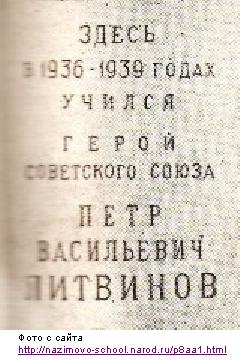 ЗДЕСЬ
В 1936-1939 ГОДАХ
УЧИЛСЯ
ГЕРОЙ
СОВЕТСКОГО СОЮЗА
ПЕТР
ВАСИЛЬЕВИЧ
ЛИТВИНОВ
Фото с сайта
http://nazimovo-school.narod.ru/p8aa1.html